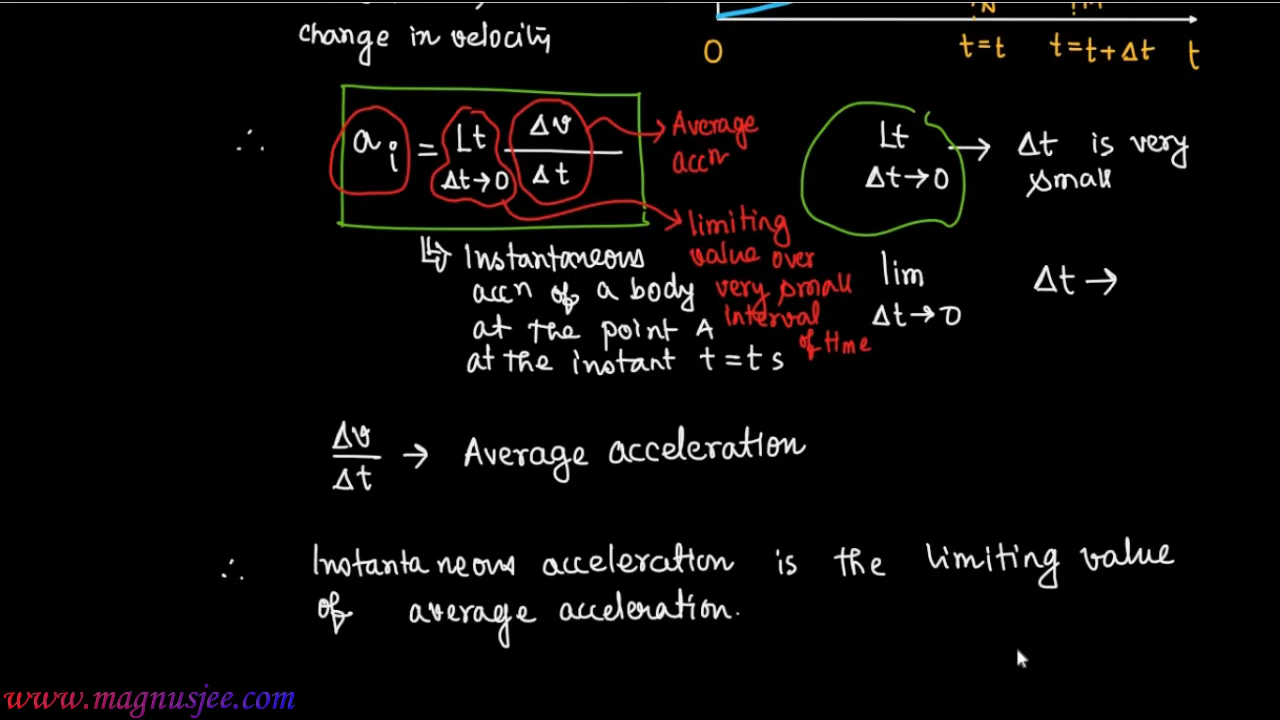 change in velocity
0
t=t
t=t+Δt
t
∴
a i = Lt Δv
Δt→0 Δt
Average
accn
Lt
Δt→0
→ Δt is very
small
limiting
value over
very small
interval
of time
↳ Instantaneous
accn of a body
at the point A
at the instant t=t s
lim
Δt→0
Δt →
Δv
Δt
→ Average acceleration
∴ Instantaneous acceleration is the limiting value
of average acceleration.
www.magnusjee.com